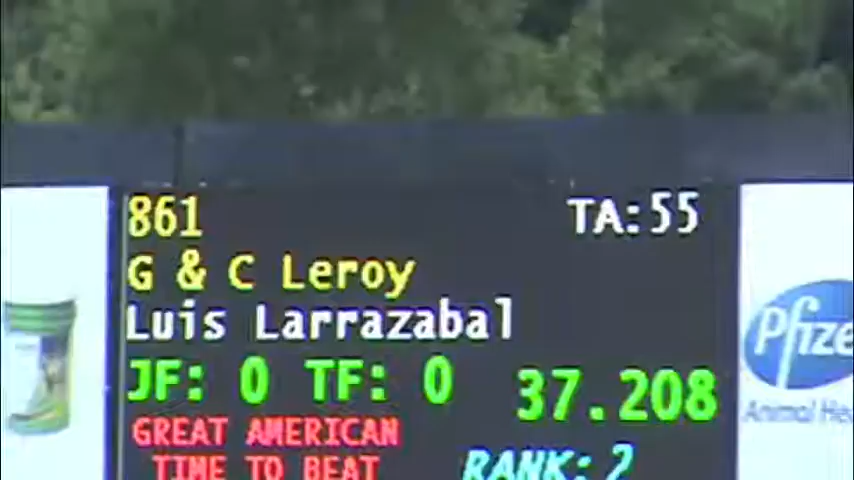 861 TA:55
G & C Leroy
Luis Larrazabal
JF: 0 TF: 0 37.208
GREAT AMERICAN
TIME TO BEAT RANK: 2
Pfize
Animal Hea